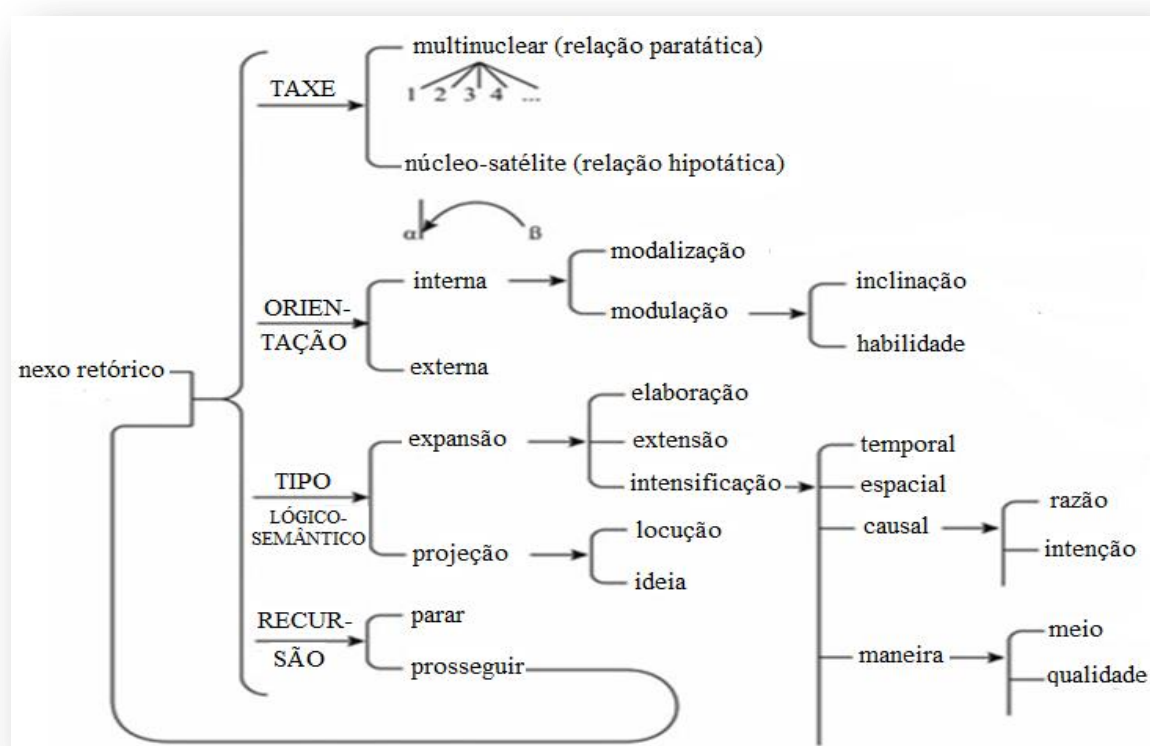 multinuclear (relação paratática)
TAXE
1 2 3 4 ...
núcleo-satélite (relação hipotática)
α β
modalização
interna
inclinação
ORIEN-
TAÇÃO
modulação
habilidade
externa
nexo retórico
elaboração
expansão
extensão
temporal
TIPO
LÓGICO-
SEMÂNTICO
intensificação
espacial
razão
causal
locução
intenção
projeção
ideia
RECUR-
SÃO
parar
meio
maneira
prosseguir
qualidade